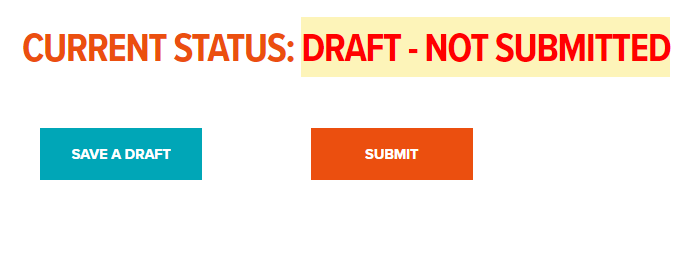 CURRENT STATUS: DRAFT - NOT SUBMITTED
SAVE A DRAFT
SUBMIT